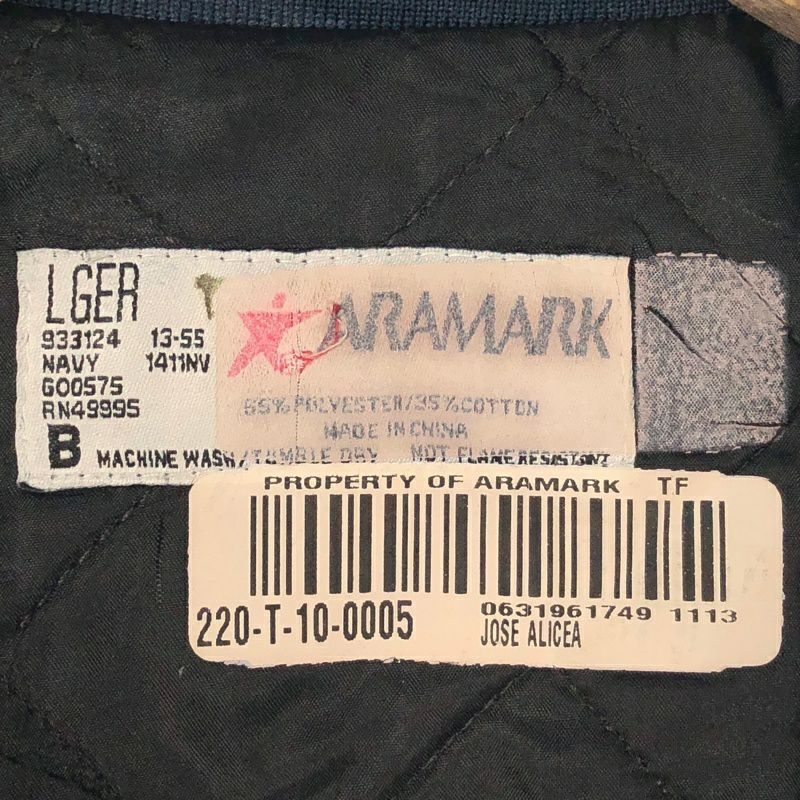 LGER
933124 13-55
NAVY 1411NV
GO0575
RN49995
B MACHINE WASH/TUMBLE DRY NOT FLAME RESISTANT
ARAMARK
65% POLYESTER/35% COTTON
MADE IN CHINA
PROPERTY OF ARAMARK TF
0631961749 1113
220-T-10-0005 JOSE ALICEA